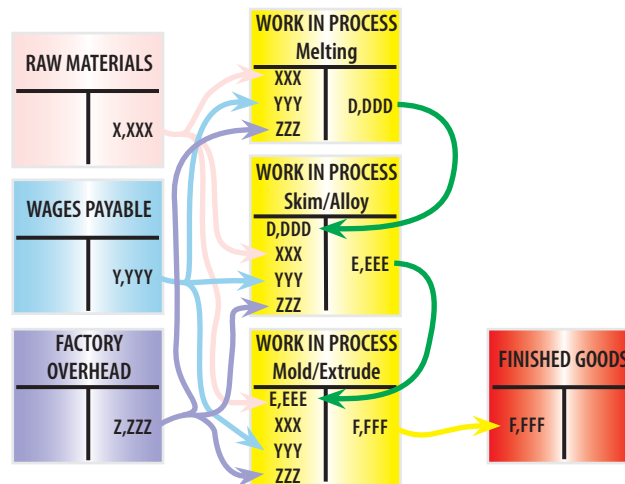 RAW MATERIALS
X,XXX
WAGES PAYABLE
Y,YYY
FACTORY
OVERHEAD
Z,ZZZ
WORK IN PROCESS
Melting
XXX
YYY
D,DDD
ZZZ
WORK IN PROCESS
Skim/Alloy
D,DDD
XXX
E,EEE
YYY
ZZZ
WORK IN PROCESS
Mold/Extrude
E,EEE
XXX
F,FFF
YYY
ZZZ
FINISHED GOODS
F,FFF